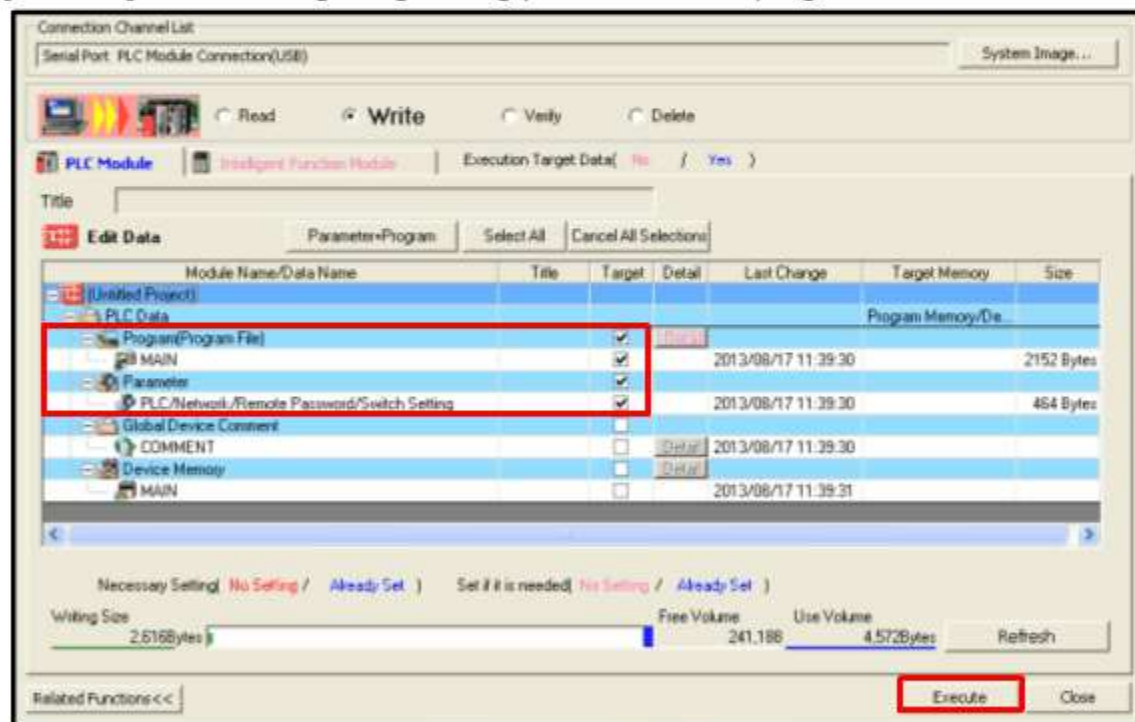 Connection Channel List
Serial Port PLC Module Connection(USB) System Image...
Read Write Verify Delete
PLC Module Intelligent Function Module Execution Target Data( No / Yes )
Title
Edit Data Parameter+Program Select All Cancel All Selections
Module Name/Data Name Title Target Detail Last Change Target Memory Size
(Untitled Project)
PLC Data Program Memory/De...
Program(Program File) Detail
MAIN 2013/08/17 11:39:30 2152 Bytes
Parameter
PLC/Network/Remote Password/Switch Setting 2013/08/17 11:39:30 464 Bytes
Global Device Comment
COMMENT Detail 2013/08/17 11:39:30
Device Memory Detail
MAIN 2013/08/17 11:39:31
Necessary Setting( No Setting / Already Set ) Set if it is needed( No Setting / Already Set )
Writing Size Free Volume Use Volume
2,616Bytes 241,188 4,572Bytes Refresh
Related Functions<< Execute Close